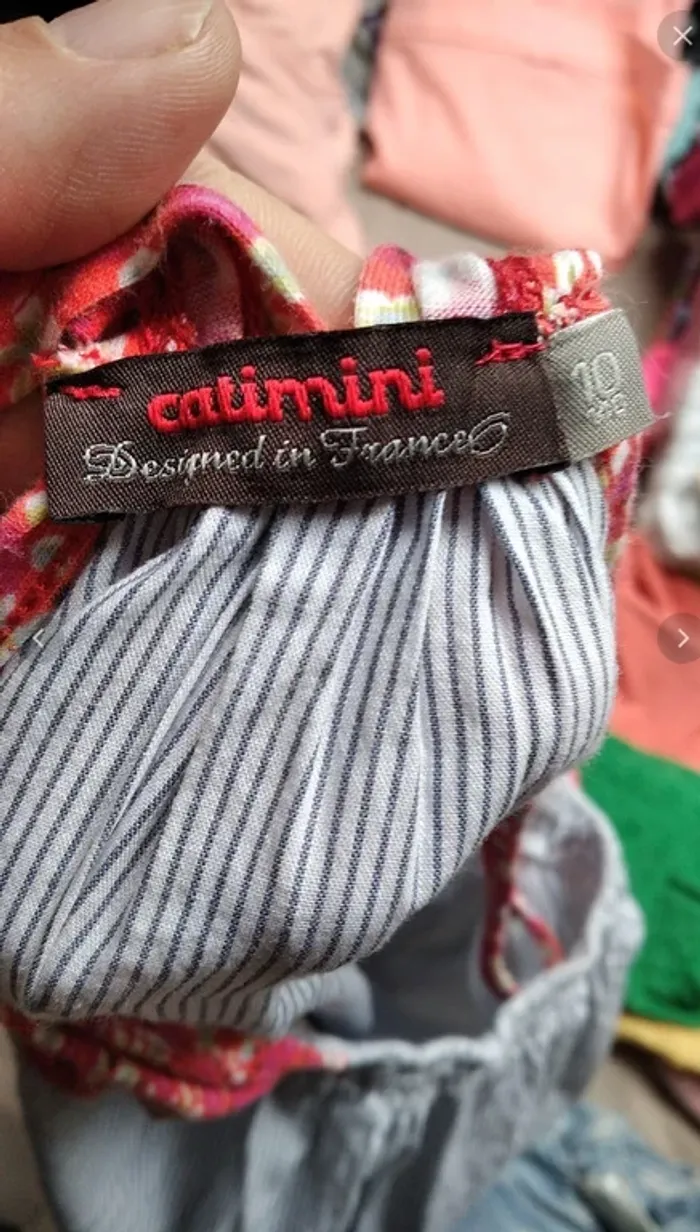 catimini
Designed in France
10